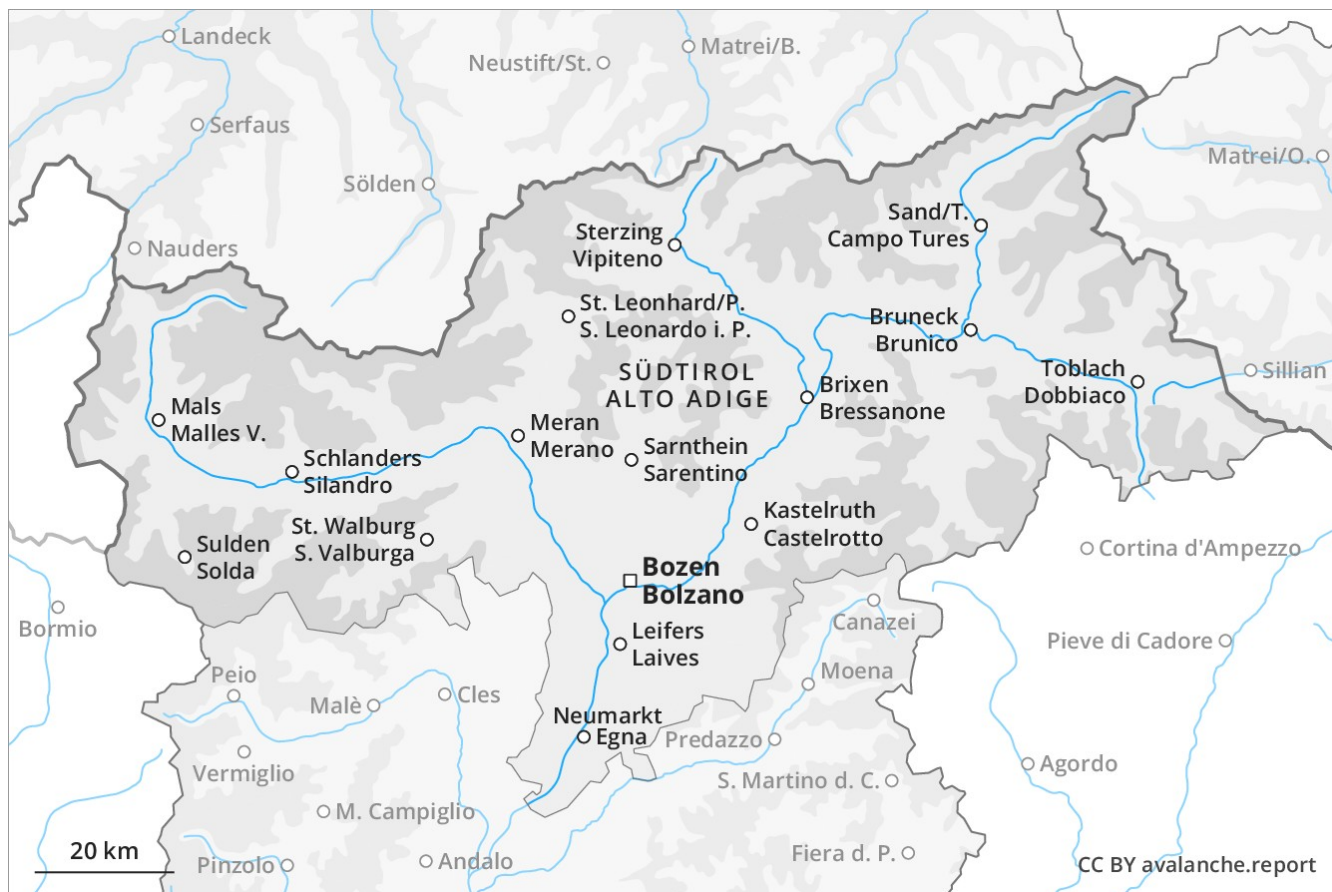 Landeck
Matrei/B.
Neustift/St.
Serfaus
Matrei/O.
Sölden
Nauders
Sand/T.
Campo Tures
Sterzing
Vipiteno
St. Leonhard/P.
S. Leonardo i. P.
Bruneck
Brunico
SÜDTIROL
ALTO ADIGE
Toblach
Dobbiaco
Sillian
Brixen
Bressanone
Mals
Malles V.
Meran
Merano
Sarnthein
Sarentino
Schlanders
Silandro
Kastelruth
Castelrotto
St. Walburg
S. Valburga
Sulden
Solda
Cortina d'Ampezzo
Bozen
Bolzano
Bormio
Canazei
Leifers
Laives
Pieve di Cadore
Peio
Moena
Malè
Cles
Neumarkt
Egna
Predazzo
Vermiglio
Agordo
S. Martino d. C.
M. Campiglio
20 km
Pinzolo
Andalo
Fiera d. P.
CC BY avalanche.report